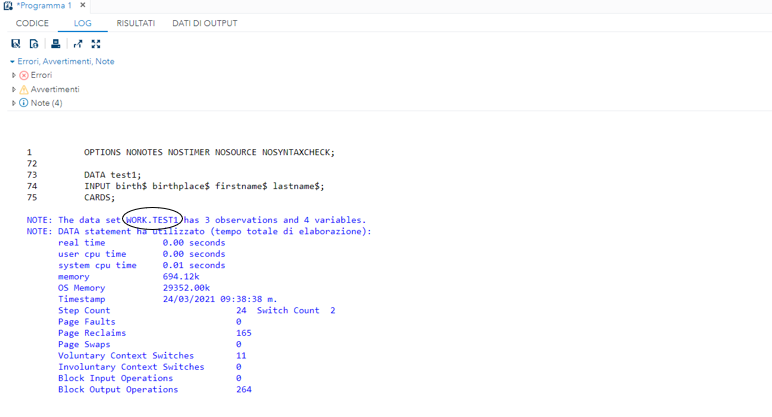 *Programma 1 ×
CODICE LOG RISULTATI DATI DI OUTPUT
Errori, Avvertimenti, Note
Errori
Avvertimenti
Note (4)
1 OPTIONS NONOTES NOSTIMER NOSOURCE NOSYNTAXCHECK;
72
73 DATA test1;
74 INPUT birth$ birthplace$ firstname$ lastname$;
75 CARDS;
NOTE: The data set WORK.TEST1 has 3 observations and 4 variables.
NOTE: DATA statement ha utilizzato (tempo totale di elaborazione):
real time 0.00 seconds
user cpu time 0.00 seconds
system cpu time 0.01 seconds
memory 694.12k
OS Memory 29352.00k
Timestamp 24/03/2021 09:38:38 m.
Step Count 24 Switch Count 2
Page Faults 0
Page Reclaims 165
Page Swaps 0
Voluntary Context Switches 11
Involuntary Context Switches 0
Block Input Operations 0
Block Output Operations 264